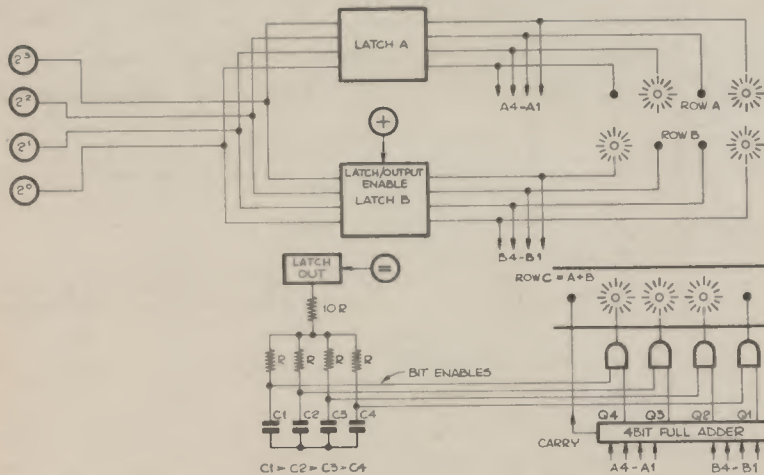 LATCH A
2³
2²
2¹
2⁰
A4-A1
ROW A
+
ROW B
LATCH/OUTPUT
ENABLE
LATCH B
B4-B1
LATCH
OUT
=
ROW C = A+B
10R
R
R
R
R
BIT ENABLES
C1
C2
C3
C4
Q4
Q3
Q2
Q1
4BIT FULL ADDER
CARRY
C1 > C2 > C3 > C4
A4-A1
B4-B1